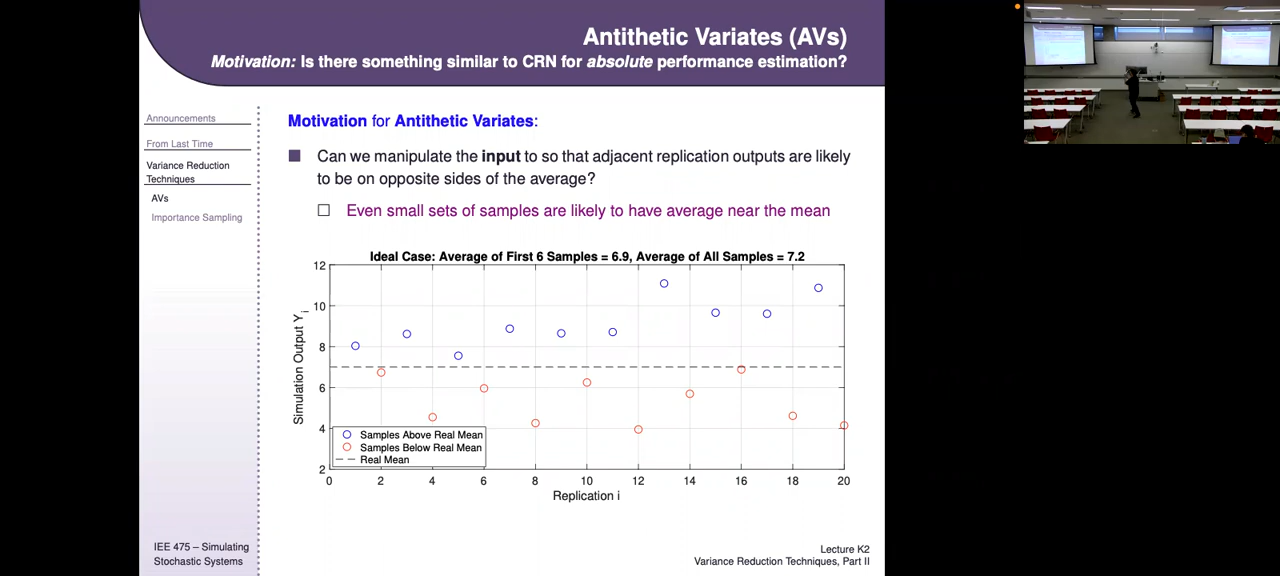 Antithetic Variates (AVs)
Motivation: Is there something similar to CRN for absolute performance estimation?
Announcements
From Last Time
Variance Reduction
Techniques
AVs
Importance Sampling
Motivation for Antithetic Variates:
Can we manipulate the input to so that adjacent replication outputs are likely
to be on opposite sides of the average?
Even small sets of samples are likely to have average near the mean
Ideal Case: Average of First 6 Samples = 6.9, Average of All Samples = 7.2
12
10
8
6
4
2
Simulation Output Y_i
Samples Above Real Mean
Samples Below Real Mean
Real Mean
0 2 4 6 8 10 12 14 16 18 20
Replication i
IEE 475 – Simulating
Stochastic Systems
Lecture K2
Variance Reduction Techniques, Part II